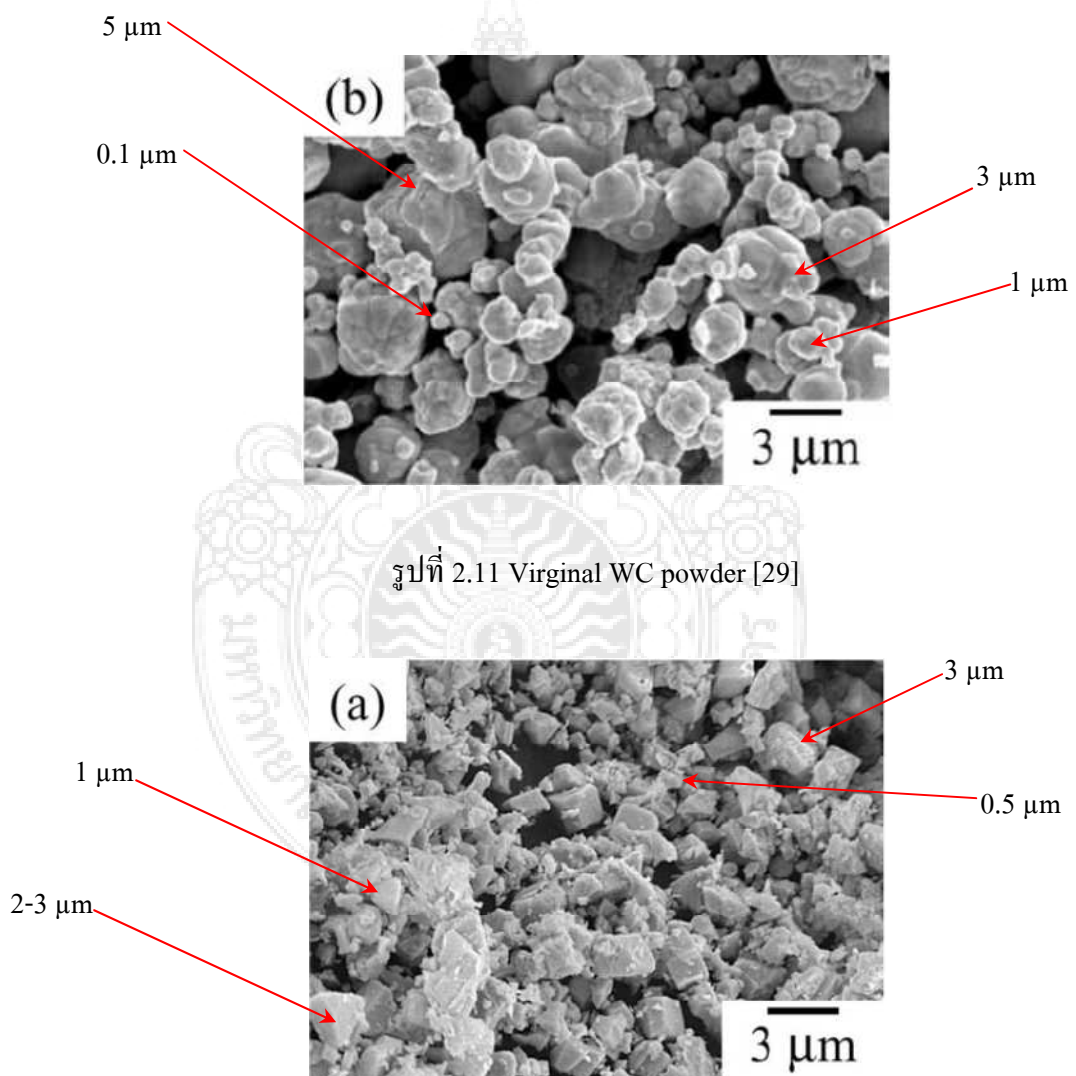 5 µm
(b)
0.1 µm
3 µm
1 µm
3 µm
รูปที่ 2.11 Virginal WC powder [29]
(a)
3 µm
1 µm
0.5 µm
2-3 µm
3 µm